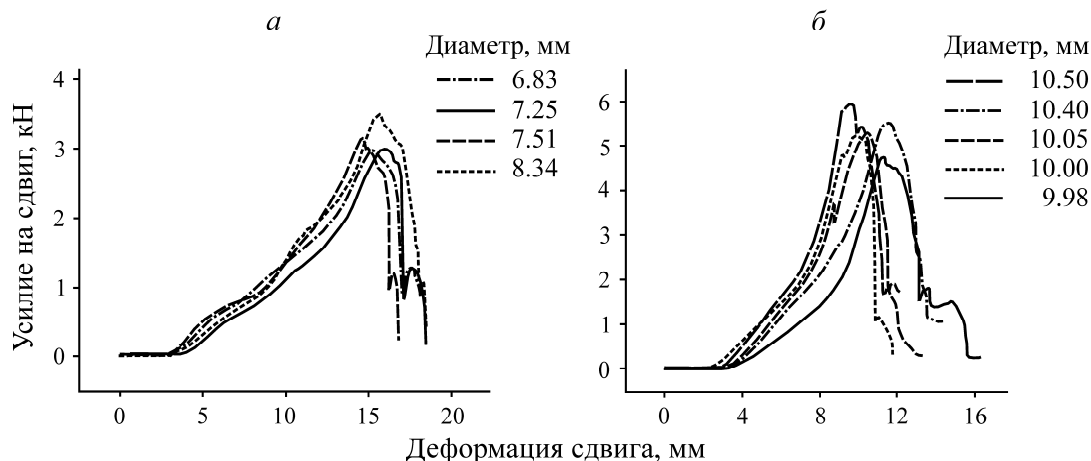 а
Диаметр, мм
6.83
7.25
7.51
8.34
4
3
2
1
0
Усилие на сдвиг, кН
0 5 10 15 20
б
Диаметр, мм
10.50
10.40
10.05
10.00
9.98
6
5
4
3
2
1
0
0 4 8 12 16
Деформация сдвига, мм